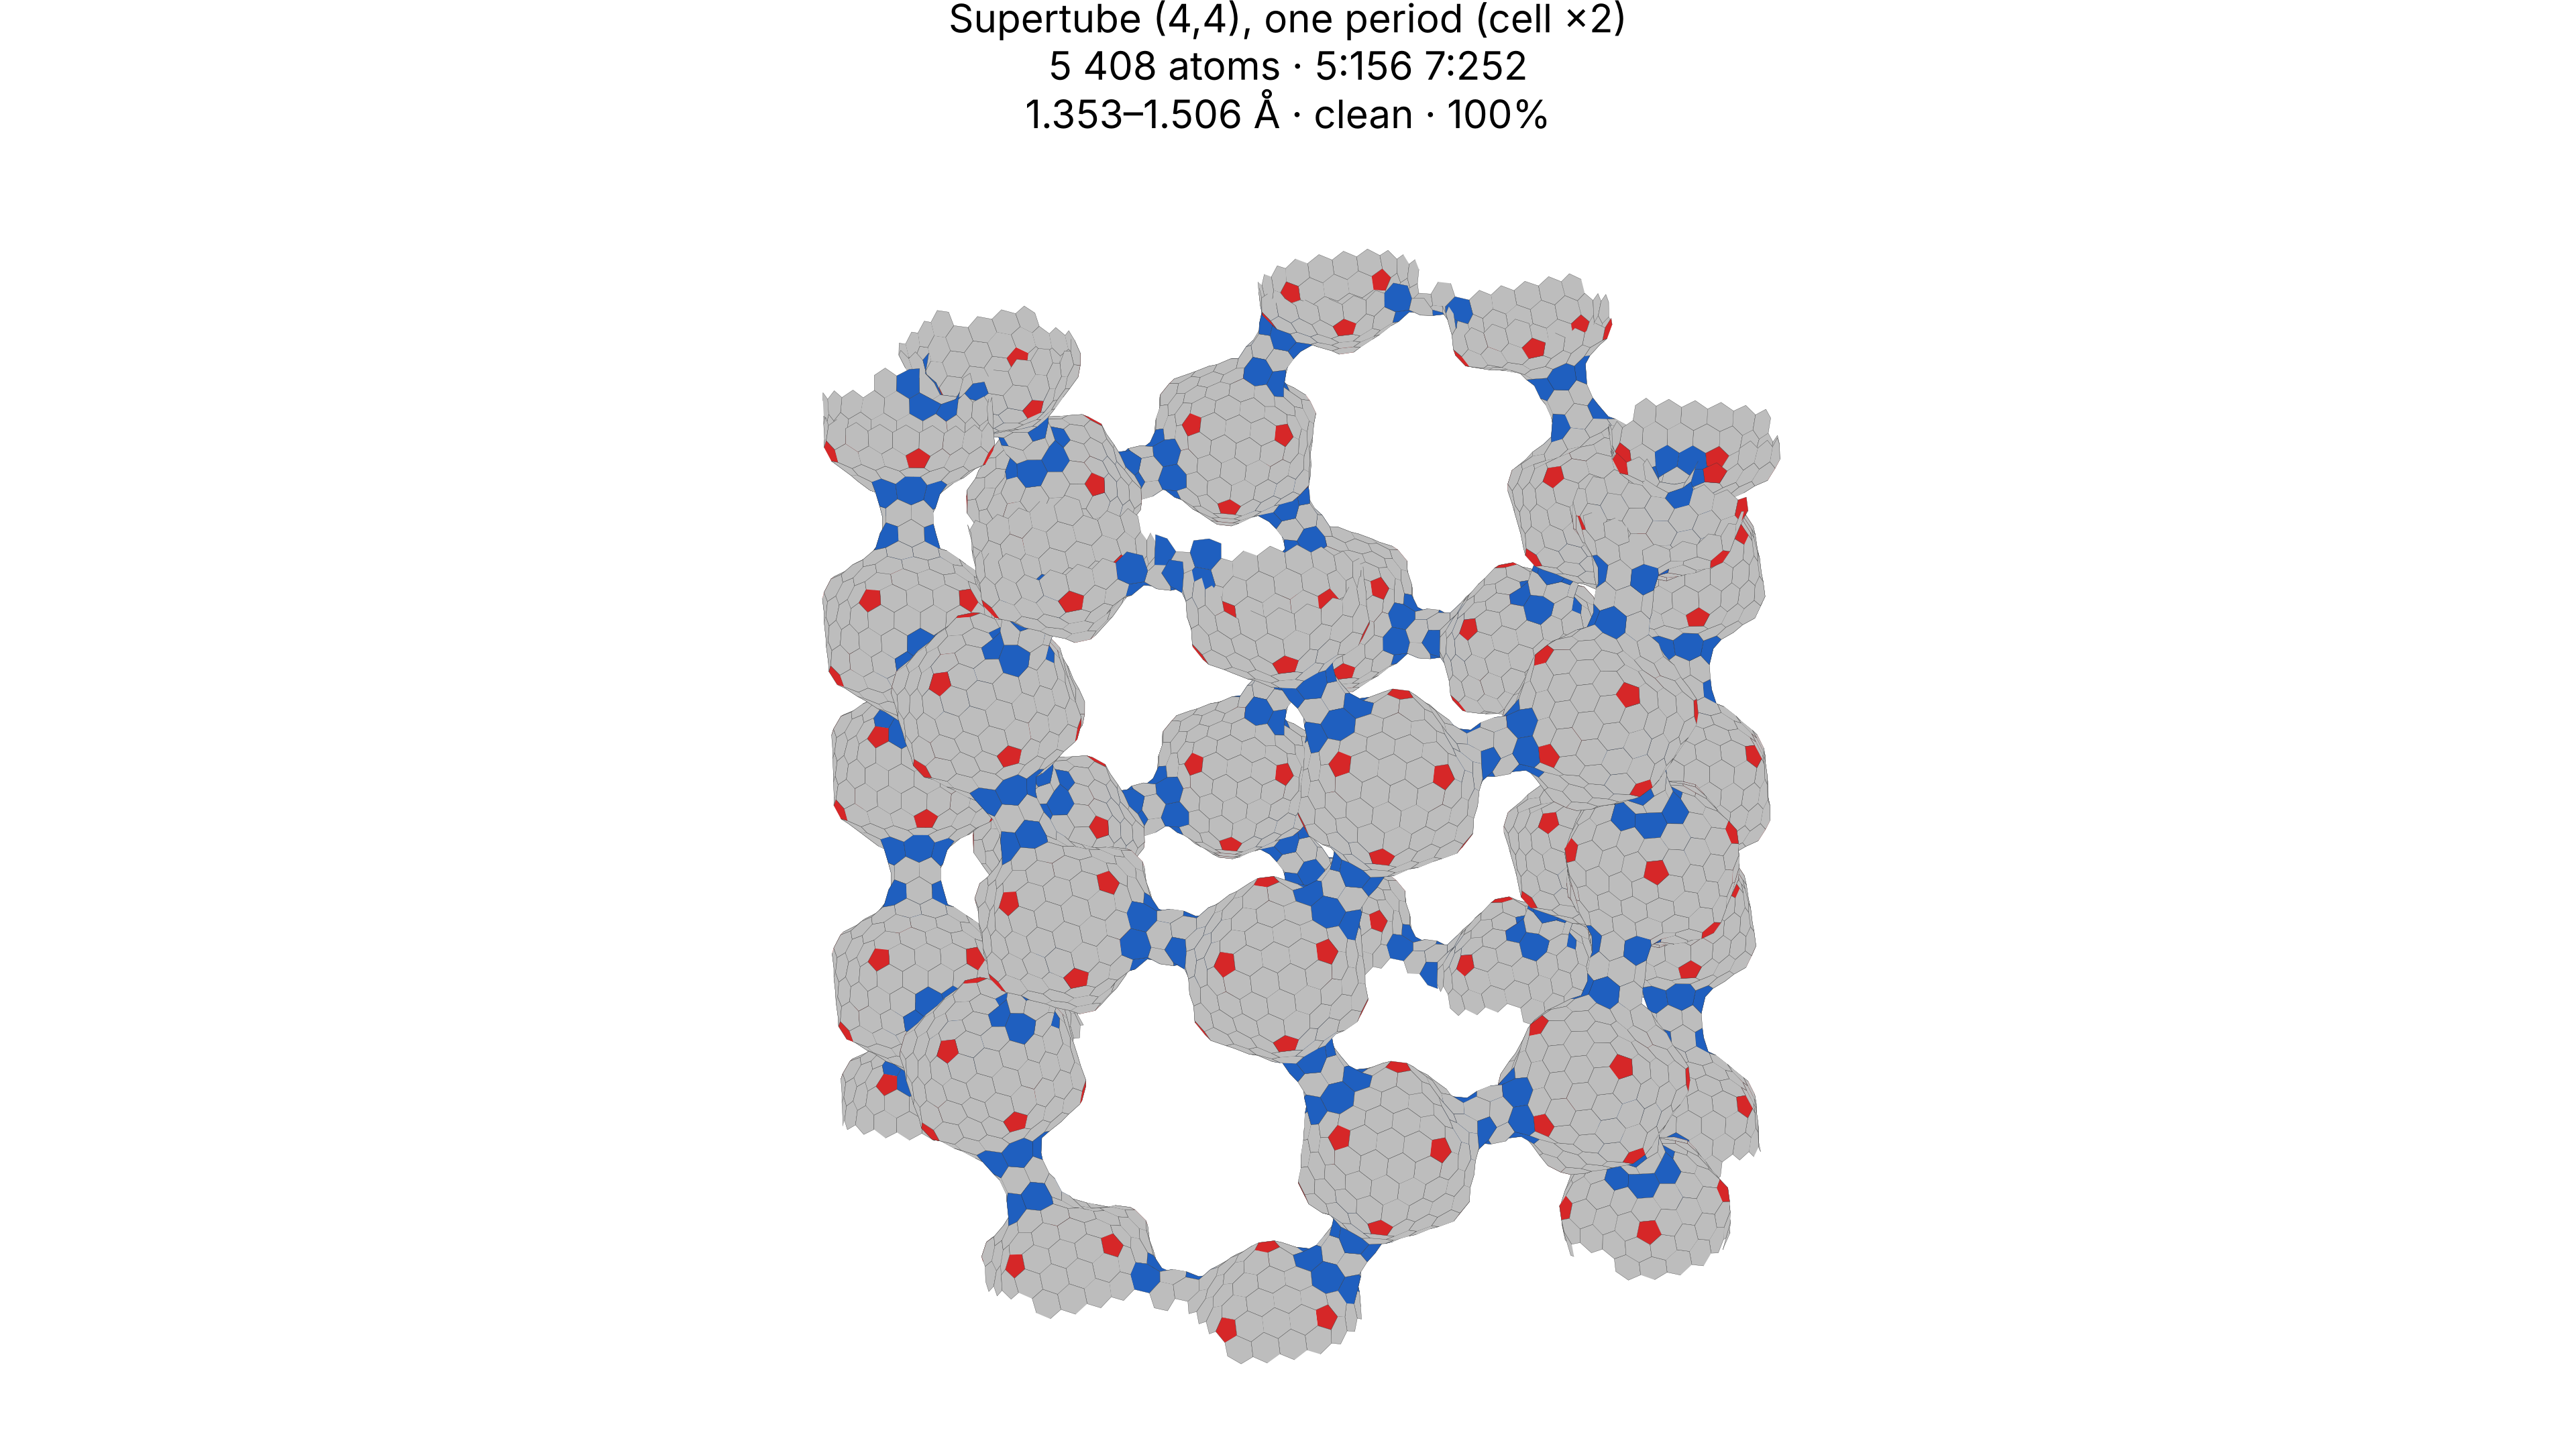 Supertube (4,4), one period (cell ×2)
5 408 atoms · 5:156 7:252
1.353–1.506 Å · clean · 100%